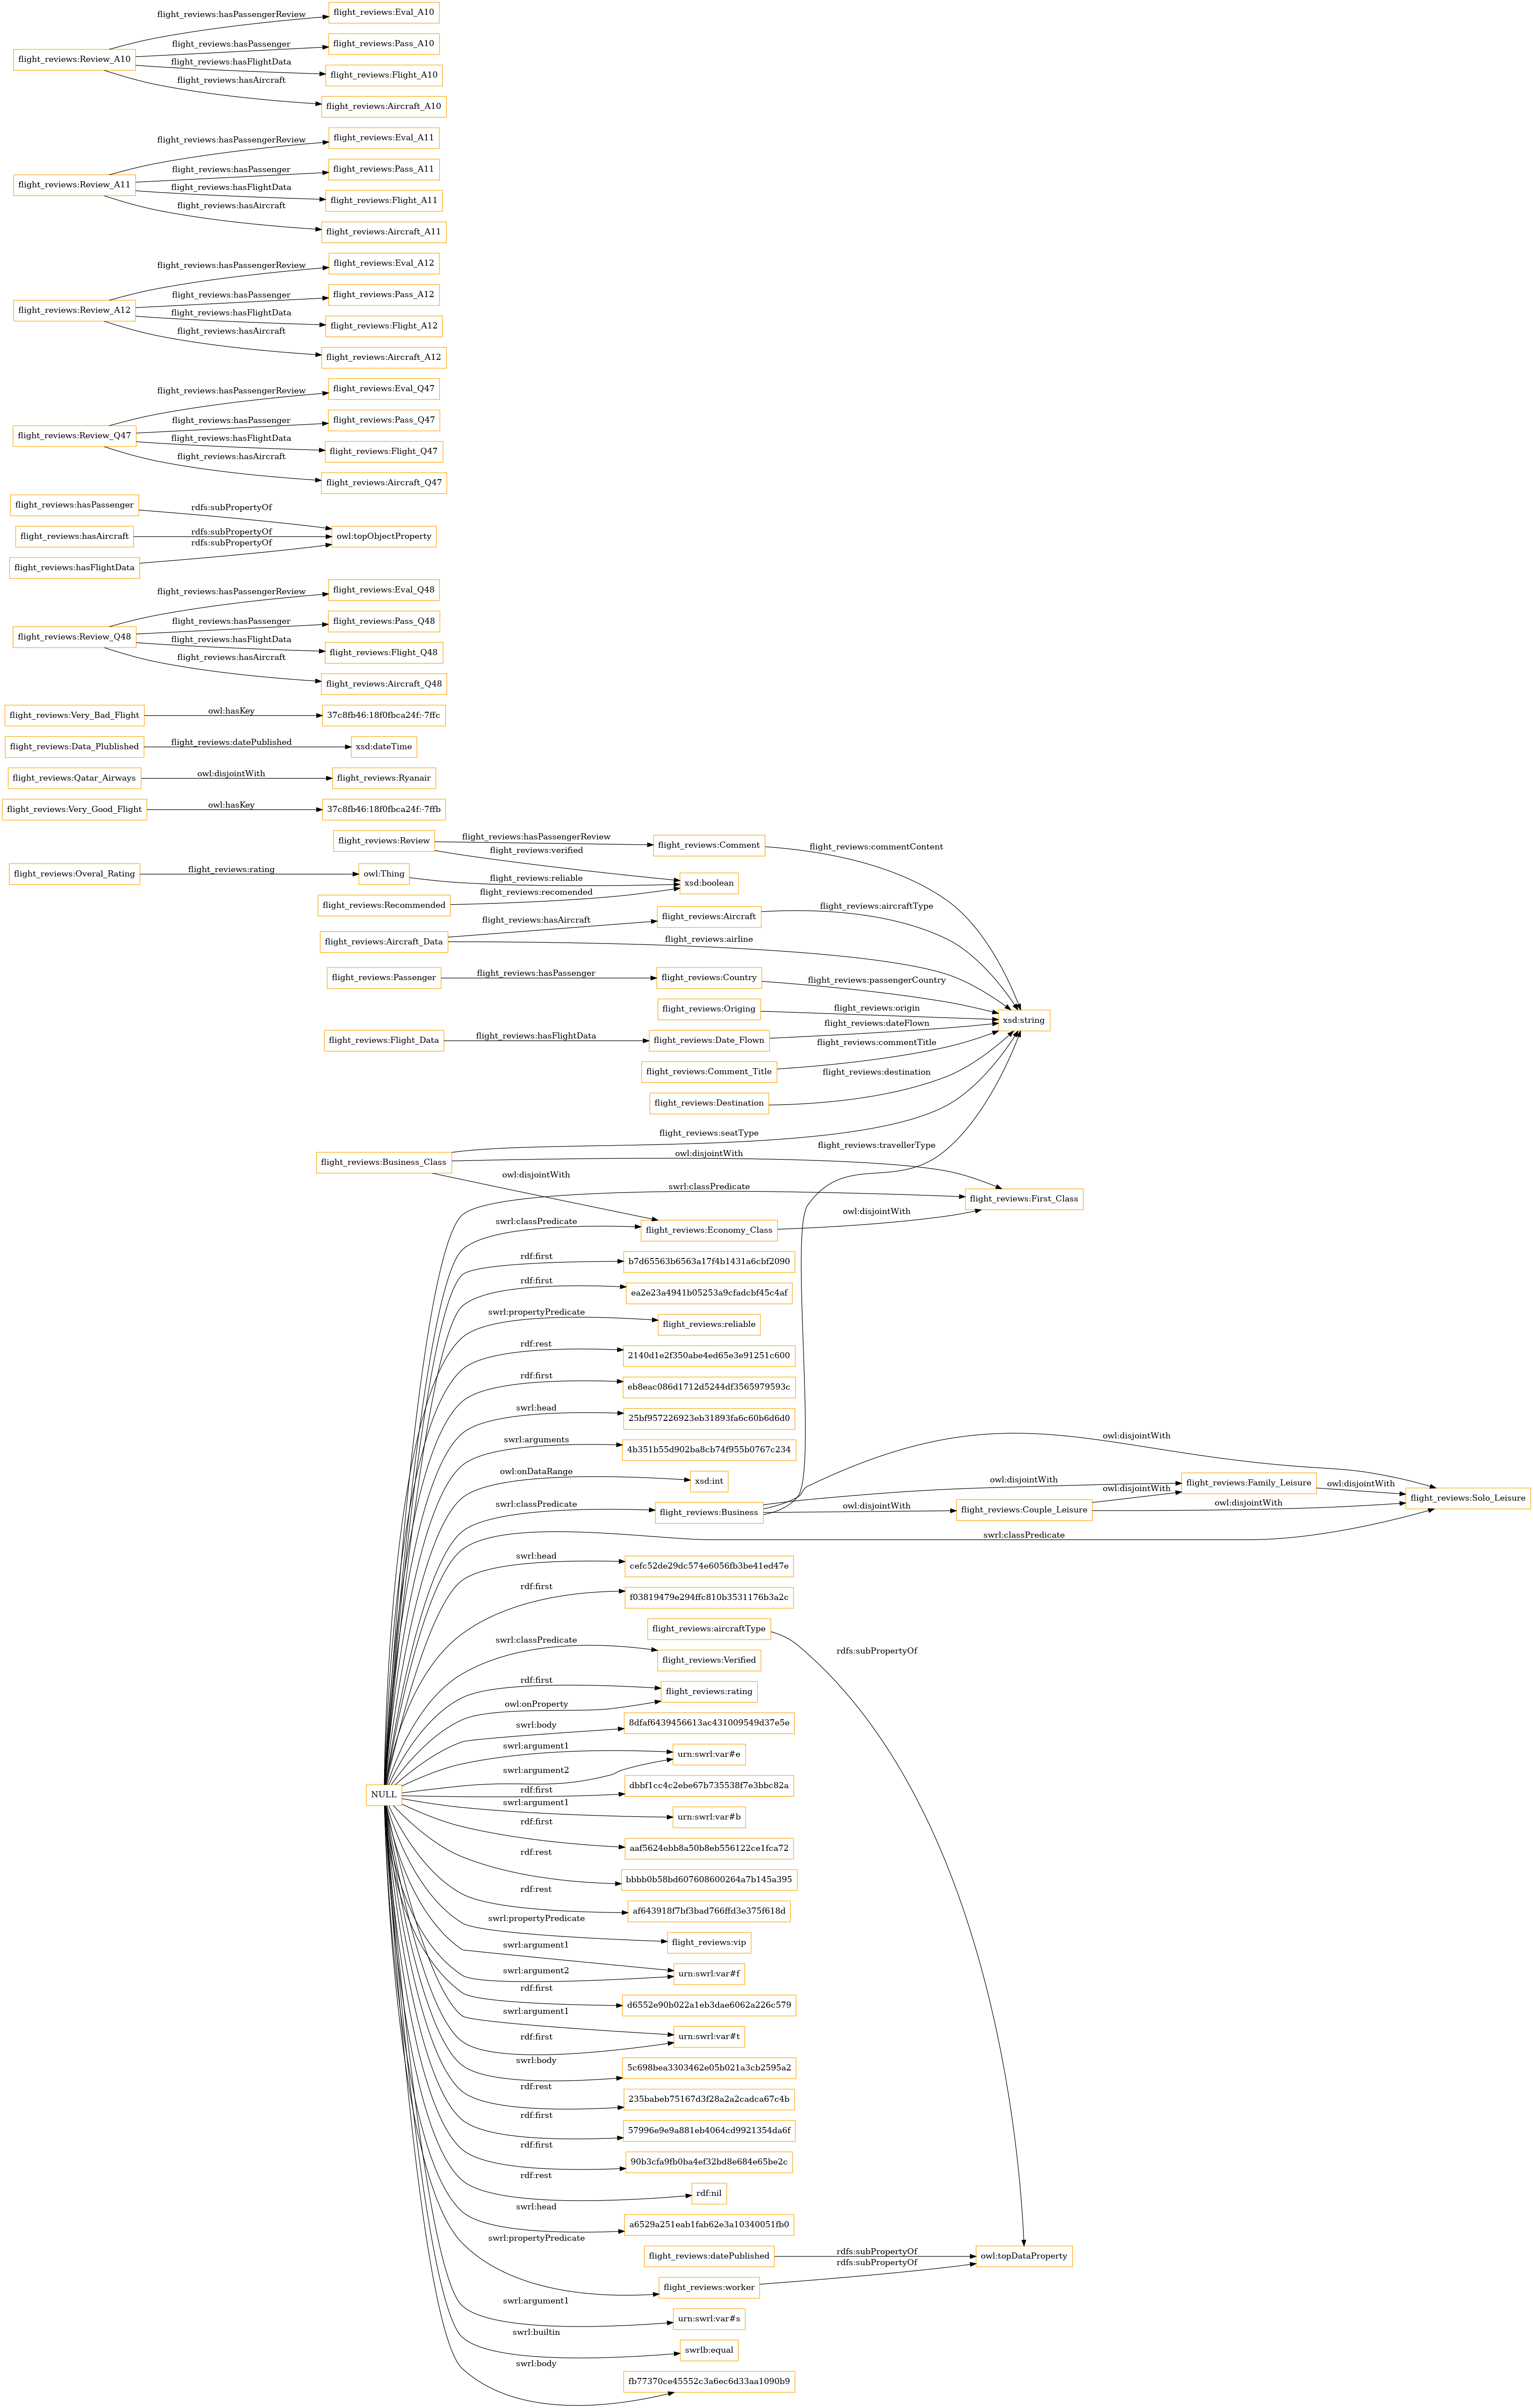 flight_reviews:hasPassengerReview
flight_reviews:Eval_A10
flight_reviews:hasPassenger
flight_reviews:Pass_A10
flight_reviews:Review_A10
flight_reviews:hasFlightData
flight_reviews:Flight_A10
flight_reviews:hasAircraft
flight_reviews:Aircraft_A10
flight_reviews:hasPassengerReview
flight_reviews:Eval_A11
flight_reviews:hasPassenger
flight_reviews:Pass_A11
flight_reviews:Review_A11
flight_reviews:hasFlightData
flight_reviews:Flight_A11
flight_reviews:hasAircraft
flight_reviews:Aircraft_A11
flight_reviews:hasPassengerReview
flight_reviews:Eval_A12
flight_reviews:hasPassenger
flight_reviews:Pass_A12
flight_reviews:Review_A12
flight_reviews:hasFlightData
flight_reviews:Flight_A12
flight_reviews:hasAircraft
flight_reviews:Aircraft_A12
flight_reviews:hasPassengerReview
flight_reviews:Eval_Q47
flight_reviews:hasPassenger
flight_reviews:Pass_Q47
flight_reviews:Review_Q47
flight_reviews:hasFlightData
flight_reviews:Flight_Q47
flight_reviews:hasAircraft
flight_reviews:Aircraft_Q47
flight_reviews:hasPassenger
rdfs:subPropertyOf
flight_reviews:hasAircraft
rdfs:subPropertyOf
owl:topObjectProperty
rdfs:subPropertyOf
flight_reviews:hasFlightData
flight_reviews:hasPassengerReview
flight_reviews:Eval_Q48
flight_reviews:hasPassenger
flight_reviews:Pass_Q48
flight_reviews:Review_Q48
flight_reviews:hasFlightData
flight_reviews:Flight_Q48
flight_reviews:hasAircraft
flight_reviews:Aircraft_Q48
flight_reviews:Very_Bad_Flight
owl:hasKey
37c8fb46:18f0fbca24f:-7ffc
flight_reviews:Data_Plublished
flight_reviews:datePublished
xsd:dateTime
flight_reviews:Qatar_Airways
owl:disjointWith
flight_reviews:Ryanair
flight_reviews:Very_Good_Flight
owl:hasKey
37c8fb46:18f0fbca24f:-7ffb
flight_reviews:Review
flight_reviews:hasPassengerReview
flight_reviews:Comment
flight_reviews:commentContent
flight_reviews:verified
flight_reviews:Overal_Rating
flight_reviews:rating
owl:Thing
flight_reviews:reliable
xsd:boolean
flight_reviews:Recommended
flight_reviews:recomended
flight_reviews:Aircraft
flight_reviews:aircraftType
flight_reviews:hasAircraft
flight_reviews:Aircraft_Data
flight_reviews:airline
flight_reviews:Passenger
flight_reviews:hasPassenger
flight_reviews:Country
flight_reviews:passengerCountry
flight_reviews:Origing
flight_reviews:origin
xsd:string
flight_reviews:dateFlown
flight_reviews:Flight_Data
flight_reviews:hasFlightData
flight_reviews:Date_Flown
flight_reviews:commentTitle
flight_reviews:Comment_Title
flight_reviews:destination
flight_reviews:Destination
flight_reviews:seatType
flight_reviews:travellerType
flight_reviews:Business_Class
owl:disjointWith
owl:disjointWith
swrl:classPredicate
flight_reviews:First_Class
owl:disjointWith
swrl:classPredicate
flight_reviews:Economy_Class
rdf:first
b7d65563b6563a17f4b1431a6cbf2090
rdf:first
ea2e23a4941b05253a9cfadcbf45c4af
swrl:propertyPredicate
flight_reviews:reliable
rdf:rest
2140d1e2f350abe4ed65e3e91251c600
rdf:first
eb8eac086d1712d5244df3565979593c
swrl:head
25bf957226923eb31893fa6c60b6d6d0
swrl:arguments
4b351b55d902ba8cb74f955b0767c234
owl:disjointWith
owl:onDataRange
xsd:int
owl:disjointWith
flight_reviews:Family_Leisure
owl:disjointWith
owl:disjointWith
flight_reviews:Solo_Leisure
swrl:classPredicate
flight_reviews:Business
owl:disjointWith
flight_reviews:Couple_Leisure
owl:disjointWith
swrl:classPredicate
swrl:head
cefc52de29dc574e6056fb3be41ed47e
rdf:first
f03819479e294ffc810b3531176b3a2c
flight_reviews:aircraftType
rdfs:subPropertyOf
swrl:classPredicate
flight_reviews:Verified
rdf:first
flight_reviews:rating
owl:onProperty
swrl:body
8dfaf6439456613ac431009549d37e5e
swrl:argument1
urn:swrl:var#e
swrl:argument2
NULL
rdf:first
dbbf1cc4c2ebe67b735538f7e3bbc82a
swrl:argument1
urn:swrl:var#b
rdf:first
aaf5624ebb8a50b8eb556122ce1fca72
rdf:rest
bbbb0b58bd607608600264a7b145a395
rdf:rest
af643918f7bf3bad766ffd3e375f618d
swrl:propertyPredicate
flight_reviews:vip
swrl:argument1
urn:swrl:var#f
swrl:argument2
rdf:first
d6552e90b022a1eb3dae6062a226c579
swrl:argument1
urn:swrl:var#t
rdf:first
swrl:body
5c698bea3303462e05b021a3cb2595a2
rdf:rest
235babeb75167d3f28a2a2cadca67c4b
rdf:first
57996e9e9a881eb4064cd9921354da6f
rdf:first
90b3cfa9fb0ba4ef32bd8e684e65be2c
rdf:rest
rdf:nil
swrl:head
a6529a251eab1fab62e3a10340051fb0
swrl:propertyPredicate
flight_reviews:datePublished
rdfs:subPropertyOf
owl:topDataProperty
rdfs:subPropertyOf
flight_reviews:worker
swrl:argument1
urn:swrl:var#s
swrl:builtin
swrlb:equal
swrl:body
fb77370ce45552c3a6ec6d33aa1090b9